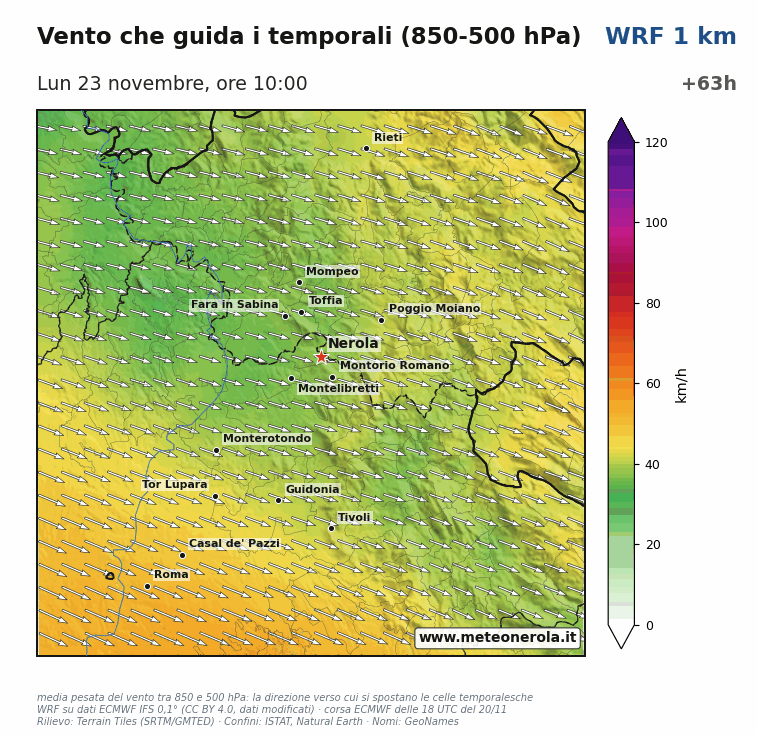 Vento che guida i temporali (850-500 hPa) WRF 1 km
Lun 23 novembre, ore 10:00 +63h
Rieti
Mompeo
Fara in Sabina
Toffia
Poggio Moiano
Nerola
Montorio Romano
Montelibretti
Monterotondo
Tor Lupara
Guidonia
Tivoli
Casal de' Pazzi
Roma
www.meteonerola.it
120
100
80
60
40
20
0
km/h
media pesata del vento tra 850 e 500 hPa: la direzione verso cui si spostano le celle temporalesche
WRF su dati ECMWF IFS 0,1° (CC BY 4.0, dati modificati) · corsa ECMWF delle 18 UTC del 20/11
Rilievo: Terrain Tiles (SRTM/GMTED) · Confini: ISTAT, Natural Earth · Nomi: GeoNames